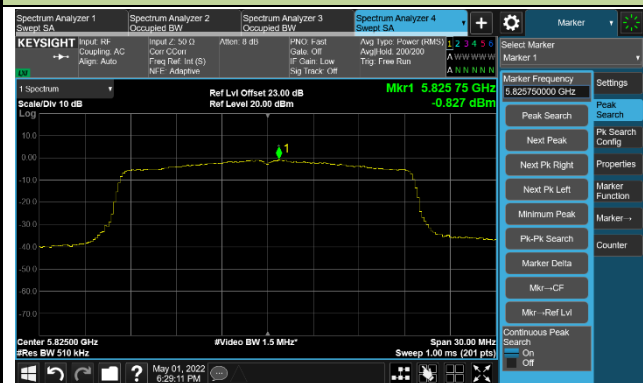 Spectrum Analyzer 1
Swept SA
Spectrum Analyzer 2
Occupied BW
Spectrum Analyzer 3
Occupied BW
Spectrum Analyzer 4
Swept SA
+
Marker
KEYSIGHT
Input: RF
Coupling: AC
Align: Auto
Input Z: 50 Ω
Corr CCorr
Freq Ref: Int (S)
NFE: Adaptive
Atten: 8 dB
PNO: Fast
Gate: Off
IF Gain: Low
Sig Track: Off
Avg Type: Power (RMS)
Avg|Hold: 200/200
Trig: Free Run
1 2 3 4 5 6
A W W W W W
A N N N N N
LXI
Select Marker
Marker 1
1 Spectrum
Scale/Div 10 dB
Log
Ref Lvl Offset 23.00 dB
Ref Level 20.00 dBm
Mkr1 5.825 75 GHz
-0.827 dBm
1
10.0
0.00
-10.0
-20.0
-30.0
-40.0
-50.0
-60.0
-70.0
Center 5.82500 GHz
#Res BW 510 kHz
#Video BW 1.5 MHz*
Span 30.00 MHz
Sweep 1.00 ms (201 pts)
Marker Frequency
5.825750000 GHz
Peak Search
Next Peak
Next Pk Right
Next Pk Left
Minimum Peak
Pk-Pk Search
Marker Delta
Mkr→CF
Mkr→Ref Lvl
Continuous Peak
Search
On
Off
Settings
Peak
Search
Pk Search
Config
Properties
Marker
Function
Marker→
Counter
?
May 01, 2022
6:29:11 PM